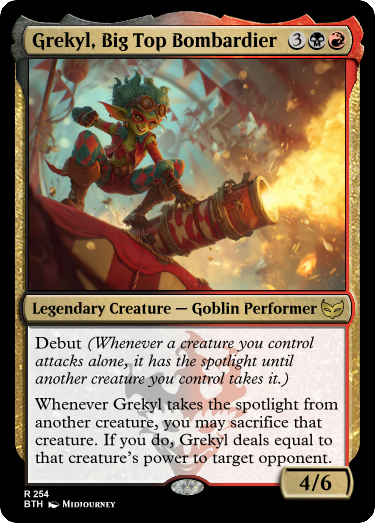 Grekyl, Big Top Bombardier 3
Legendary Creature — Goblin Performer
Debut (Whenever a creature you control
attacks alone, it has the spotlight until
another creature you control takes it.)
Whenever Grekyl takes the spotlight from
another creature, you may sacrifice that
creature. If you do, Grekyl deals equal to
that creature's power to target opponent.
4/6
R 254
BTH Midjourney